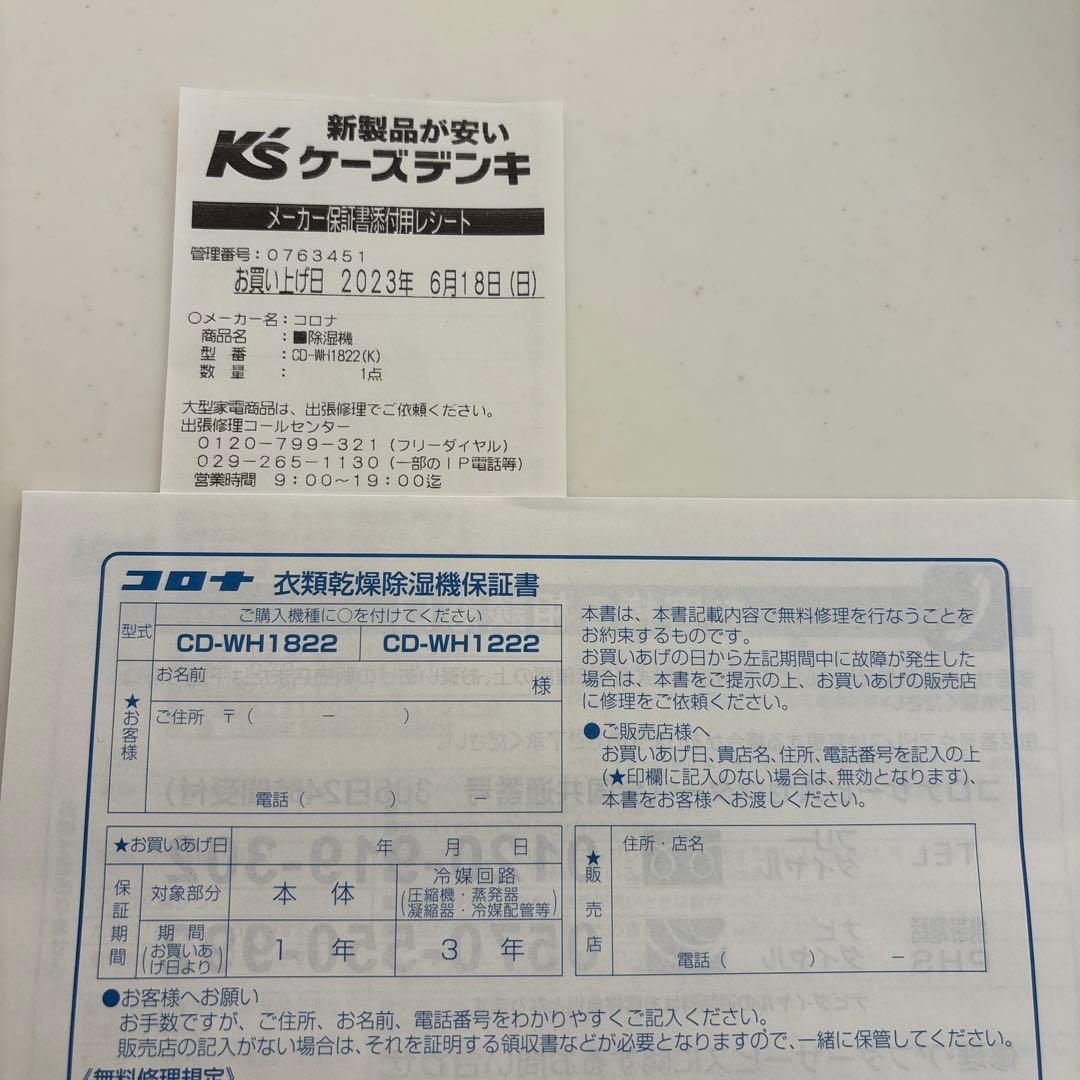 新製品が安い
K's ケーズデンキ
メーカー保証書添付用レシート
管理番号：0763451
お買い上げ日 2023年 6月18日(日)
○メーカー名：コロナ
商品名 ：■除湿機
型 番 ：CD-WH1822(K)
数 量 ： 1点
大型家電商品は、出張修理でご依頼ください。
出張修理コールセンター
0120-799-321（フリーダイヤル）
029-265-1130（一部のIP電話等）
営業時間 9:00～19:00迄
コロナ 衣類乾燥除湿機保証書
型式
ご購入機種に○を付けてください
CD-WH1822 CD-WH1222
★お客様
お名前 様
ご住所 〒（ － ）
電話（ ） －
本書は、本書記載内容で無料修理を行なうことを
お約束するものです。
お買いあげの日から左記期間中に故障が発生した
場合は、本書をご提示の上、お買いあげの販売店
に修理をご依頼ください。
●ご販売店様へ
お買いあげ日、貴店名、住所、電話番号を記入の上
(★印欄に記入のない場合は、無効となります)、
本書をお客様へお渡しください。
★お買いあげ日 年 月 日
保証期間
対象部分 本 体 冷媒回路
(圧縮機・蒸発器
凝縮器・冷媒配管等)
期 間
(お買いあ
げ日より)
1 年 3 年
★販売店
住所・店名
電話（ ） －
●お客様へお願い
お手数ですが、ご住所、お名前、電話番号をわかりやすくご記入ください。
販売店の記入がない場合は、それを証明する領収書などが必要となりますので、一緒に保管してください。
《無料修理規定》